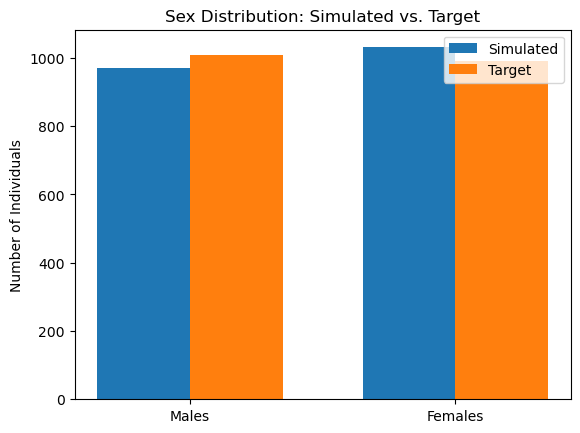 Sex Distribution: Simulated vs. Target
Simulated
Target
Number of Individuals
1000
800
600
400
200
0
Males
Females